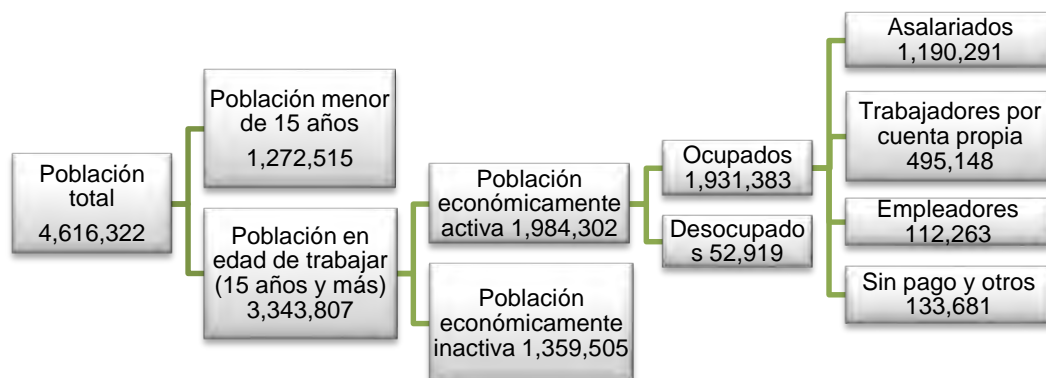 Población
total
4,616,322
Población menor
de 15 años
1,272,515
Población en
edad de trabajar
(15 años y más)
3,343,807
Población
económicamente
activa 1,984,302
Población
económicamente
inactiva 1,359,505
Ocupados
1,931,383
Desocupado
s 52,919
Asalariados
1,190,291
Trabajadores por
cuenta propia
495,148
Empleadores
112,263
Sin pago y otros
133,681